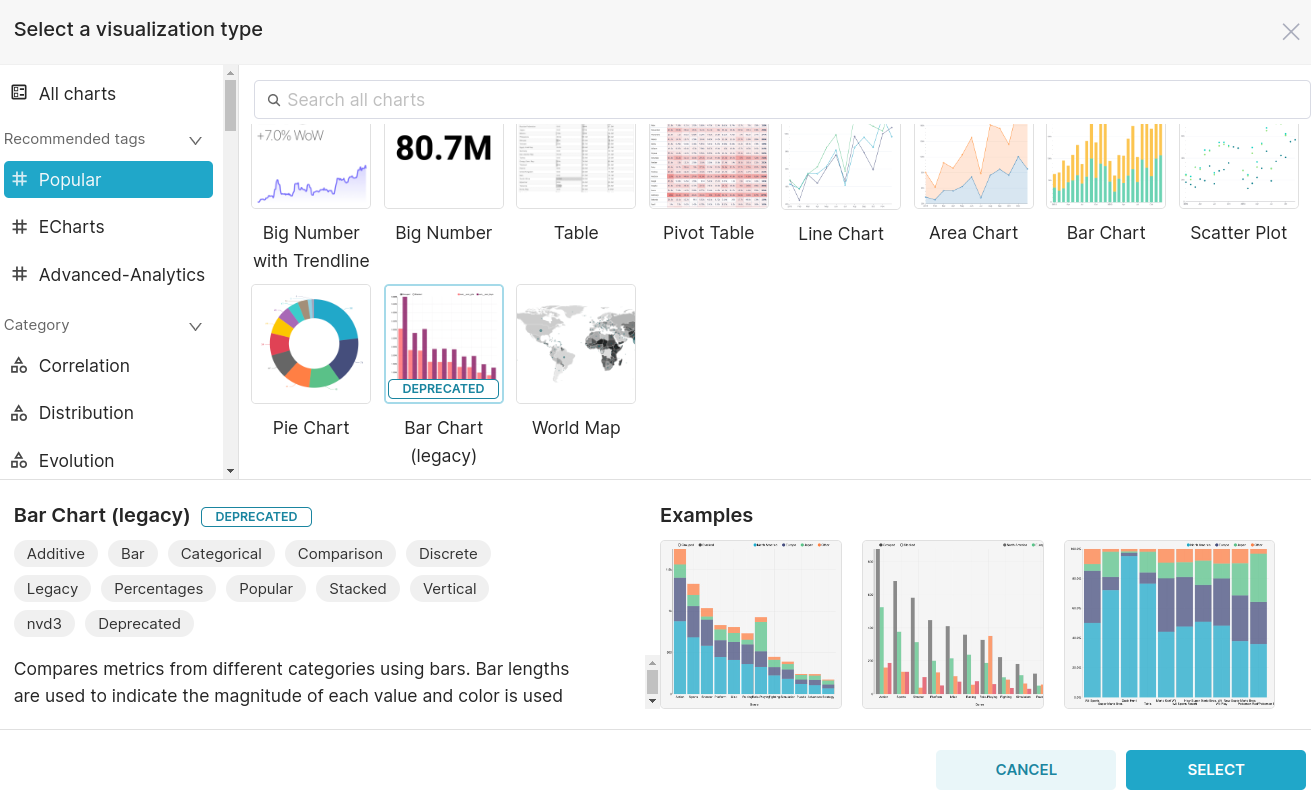 Select a visualization type
All charts
Recommended tags
Popular
ECharts
Advanced-Analytics
Category
Correlation
Distribution
Evolution
Search all charts
+7.0% WoW
80.7M
Big Number
with Trendline
Big Number
Table
Pivot Table
Line Chart
Area Chart
Bar Chart
Scatter Plot
DEPRECATED
Pie Chart
Bar Chart
(legacy)
World Map
Bar Chart (legacy)
DEPRECATED
Additive
Bar
Categorical
Comparison
Discrete
Legacy
Percentages
Popular
Stacked
Vertical
nvd3
Deprecated
Compares metrics from different categories using bars. Bar lengths
are used to indicate the magnitude of each value and color is used
Examples
CANCEL
SELECT